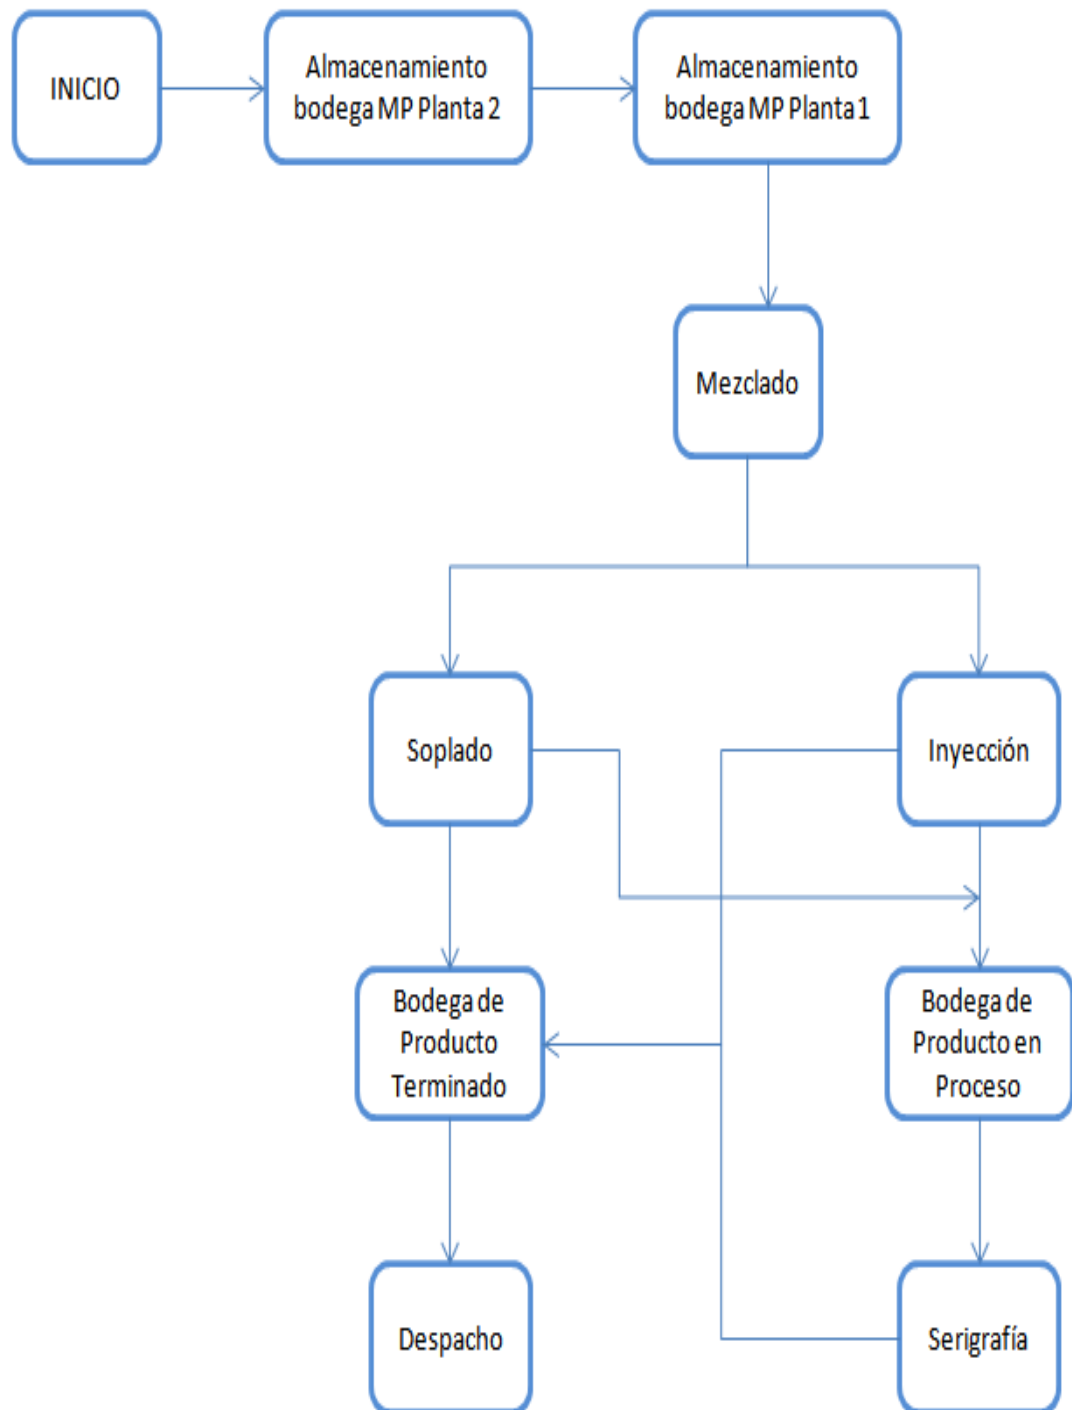 INICIO
Almacenamiento
bodega MP Planta 2
Almacenamiento
bodega MP Planta 1
Mezclado
Soplado
Inyección
Bodega de
Producto
Terminado
Bodega de
Producto en
Proceso
Despacho
Serigrafía